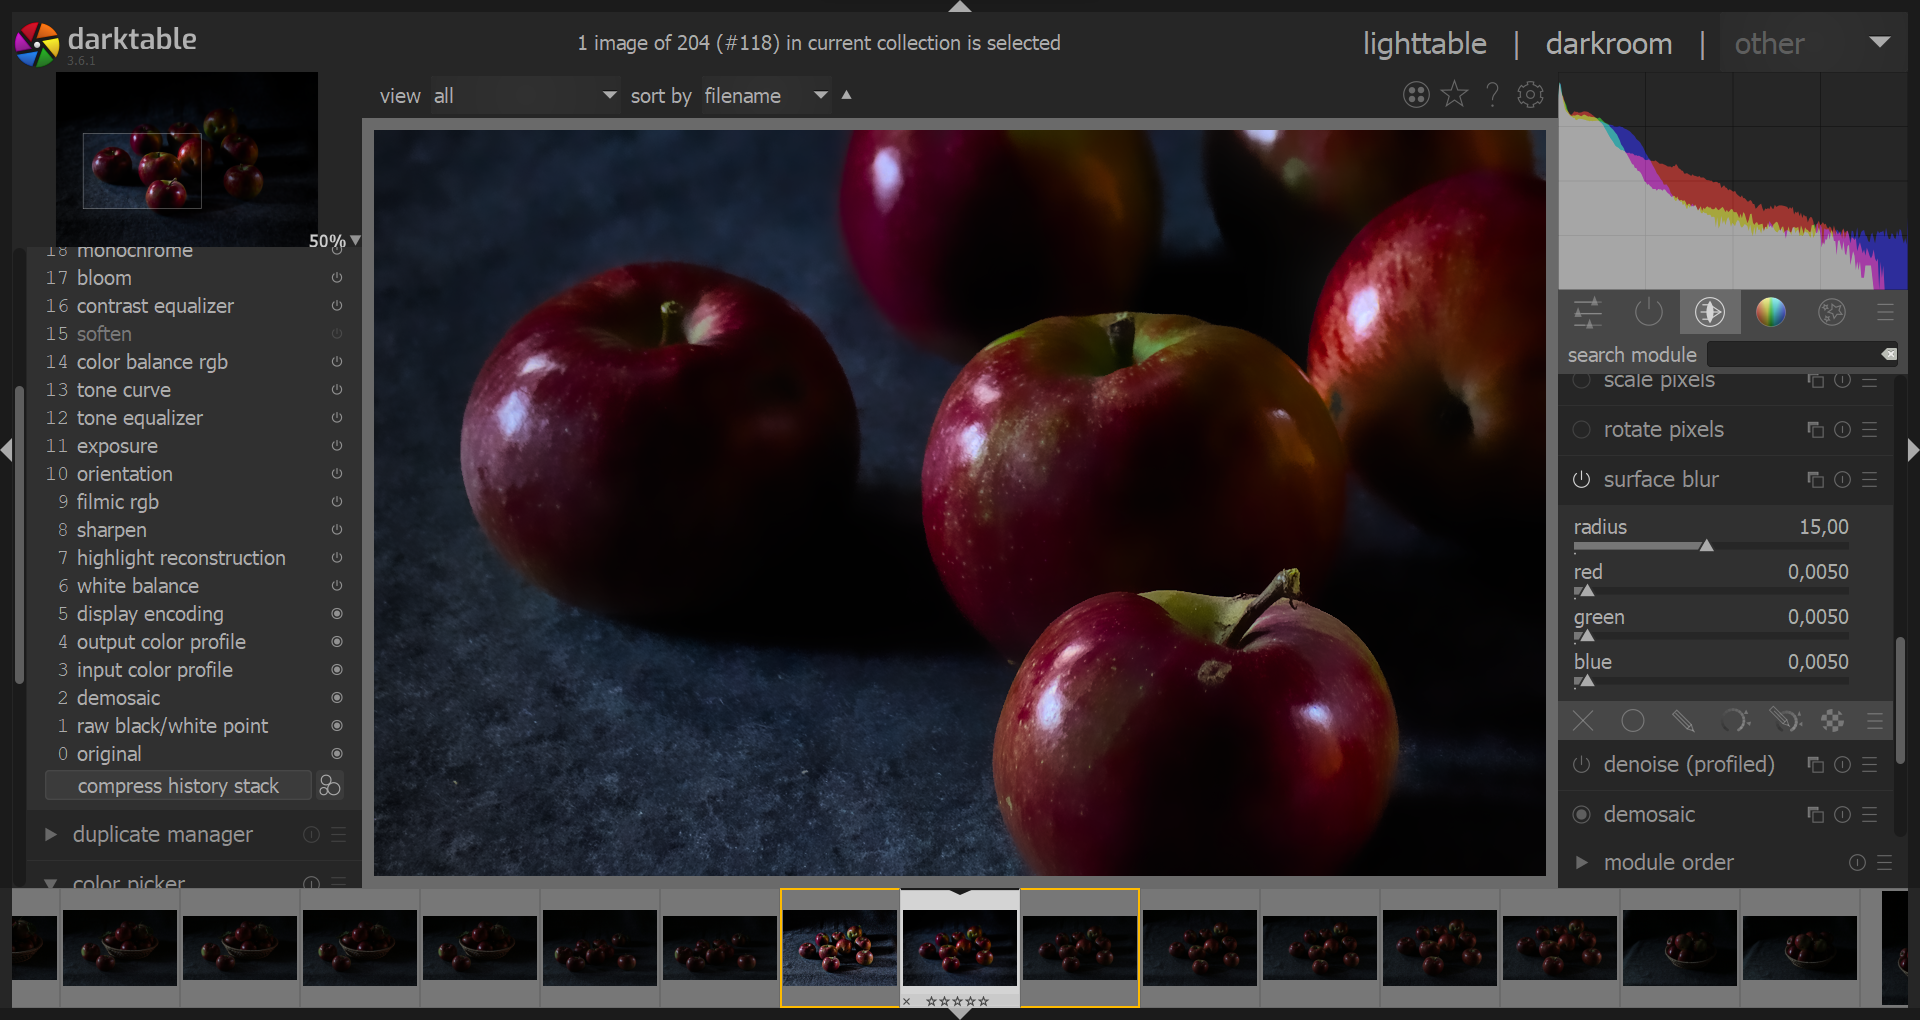 darktable
3.6.1
1 image of 204 (#118) in current collection is selected
lighttable | darkroom | other
view all sort by filename
50%
18 monochrome
17 bloom
16 contrast equalizer
15 soften
14 color balance rgb
13 tone curve
12 tone equalizer
11 exposure
10 orientation
9 filmic rgb
8 sharpen
7 highlight reconstruction
6 white balance
5 display encoding
4 output color profile
3 input color profile
2 demosaic
1 raw black/white point
0 original
compress history stack
duplicate manager
color picker
search module
scale pixels
rotate pixels
surface blur
radius 15,00
red 0,0050
green 0,0050
blue 0,0050
denoise (profiled)
demosaic
module order